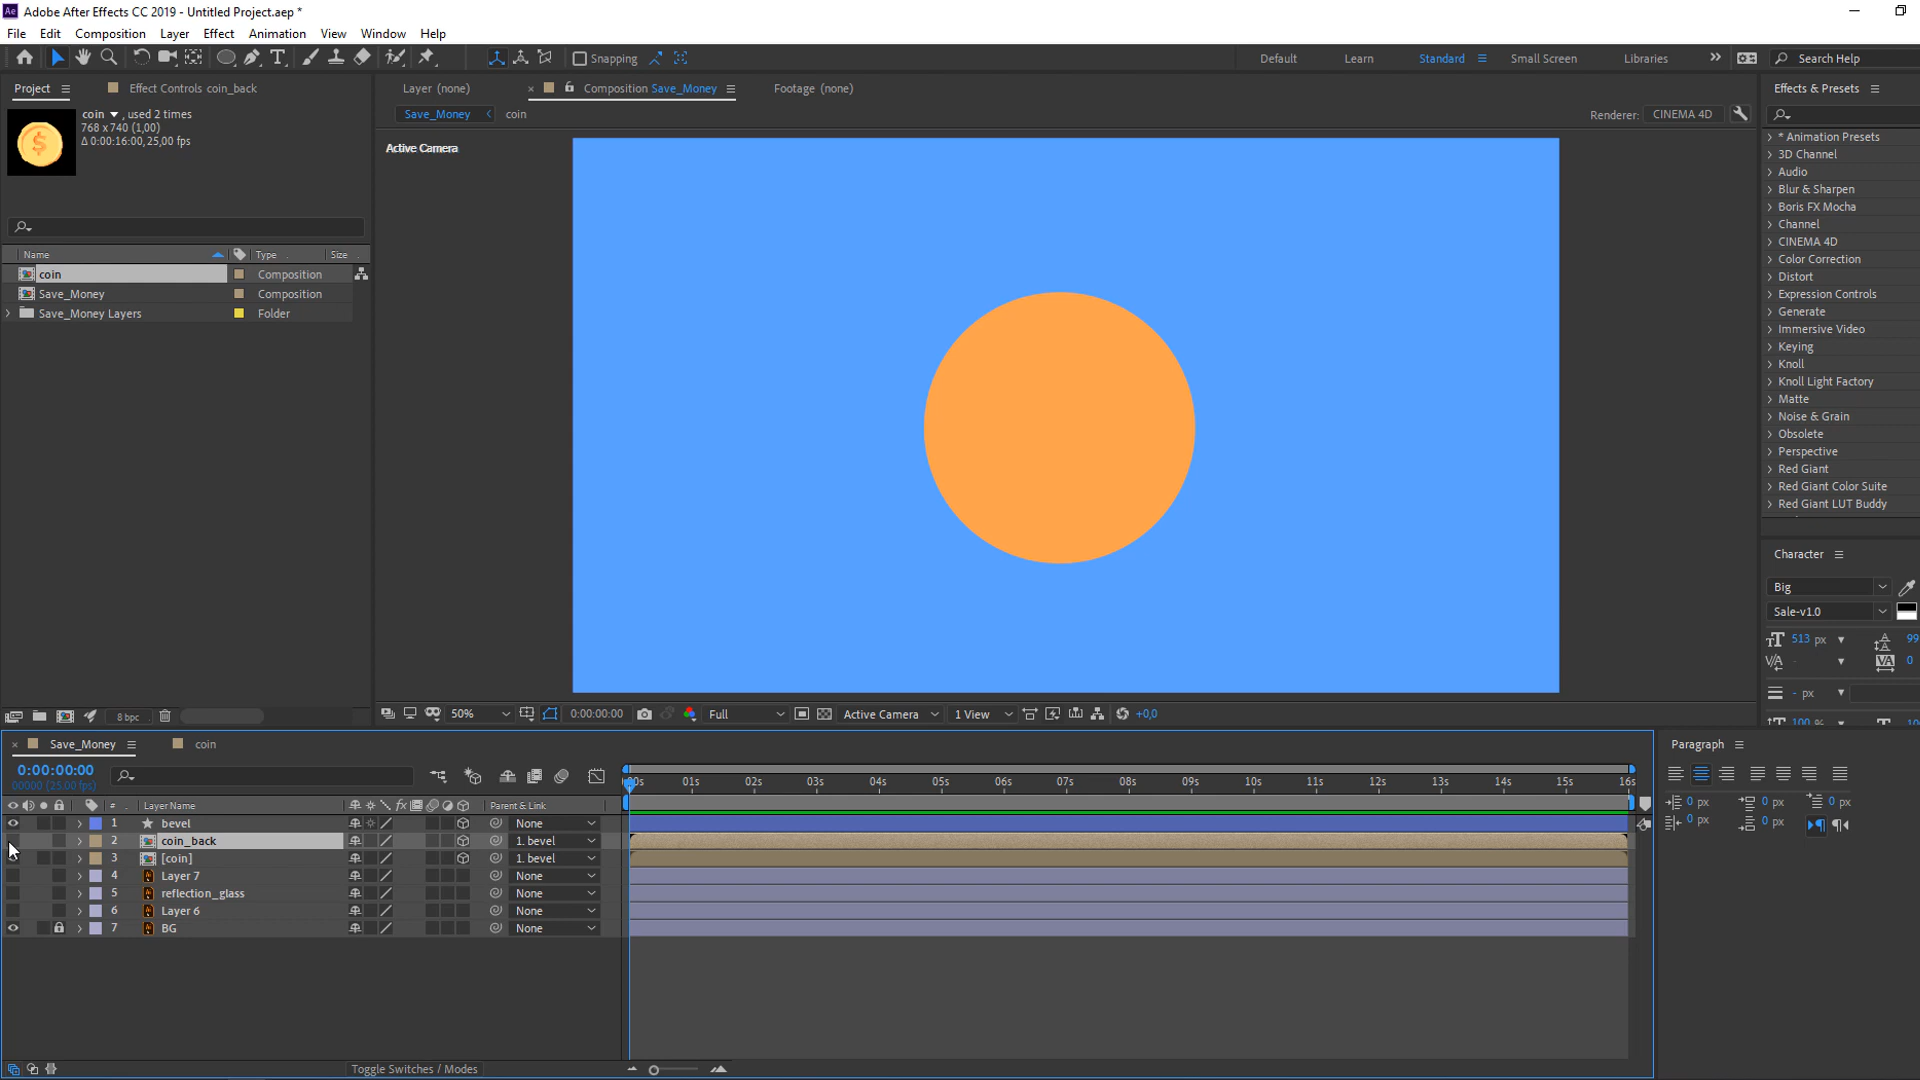 Adobe After Effects CC 2019 - Untitled Project.aep *
File Edit Composition Layer Effect Animation View Window Help
Snapping Default Learn Standard Small Screen Libraries Search Help
Project Effect Controls coin_back
Layer (none) Composition Save_Money Footage (none)
Effects & Presets
coin , used 2 times
768 x 740 (1,00)
Δ 0:00:16:00, 25,00 fps
Save_Money coin
Renderer: CINEMA 4D
Active Camera
* Animation Presets
3D Channel
Audio
Blur & Sharpen
Boris FX Mocha
Channel
CINEMA 4D
Color Correction
Distort
Expression Controls
Generate
Immersive Video
Keying
Knoll
Knoll Light Factory
Matte
Noise & Grain
Obsolete
Perspective
Red Giant
Red Giant Color Suite
Red Giant LUT Buddy
Name Type Size
coin Composition
Save_Money Composition
Save_Money Layers Folder
Character
Big
Sale-v1.0
513 px 99
0
- px
100 %
8 bpc
50% 0:00:00:00 Full Active Camera 1 View +0,0
Save_Money coin
0:00:00:00
00000 (25.00 fps)
:00s 01s 02s 03s 04s 05s 06s 07s 08s 09s 10s 11s 12s 13s 14s 15s 16s
# Layer Name fx Parent & Link
1 bevel None
2 coin_back 1. bevel
3 [coin] 1. bevel
4 Layer 7 None
5 reflection_glass None
6 Layer 6 None
7 BG None
Toggle Switches / Modes
Paragraph
0 px 0 px 0 px
0 px 0 px